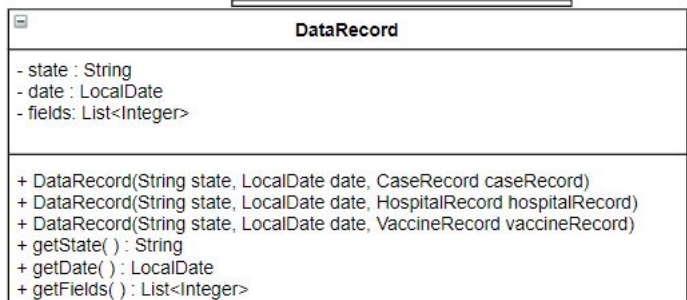 DataRecord
- state : String
- date : LocalDate
- fields: List<Integer>
+ DataRecord(String state, LocalDate date, CaseRecord caseRecord)
+ DataRecord(String state, LocalDate date, HospitalRecord hospitalRecord)
+ DataRecord(String state, LocalDate date, VaccineRecord vaccineRecord)
+ getState( ) : String
+ getDate( ) : LocalDate
+ getFields( ) : List<Integer>